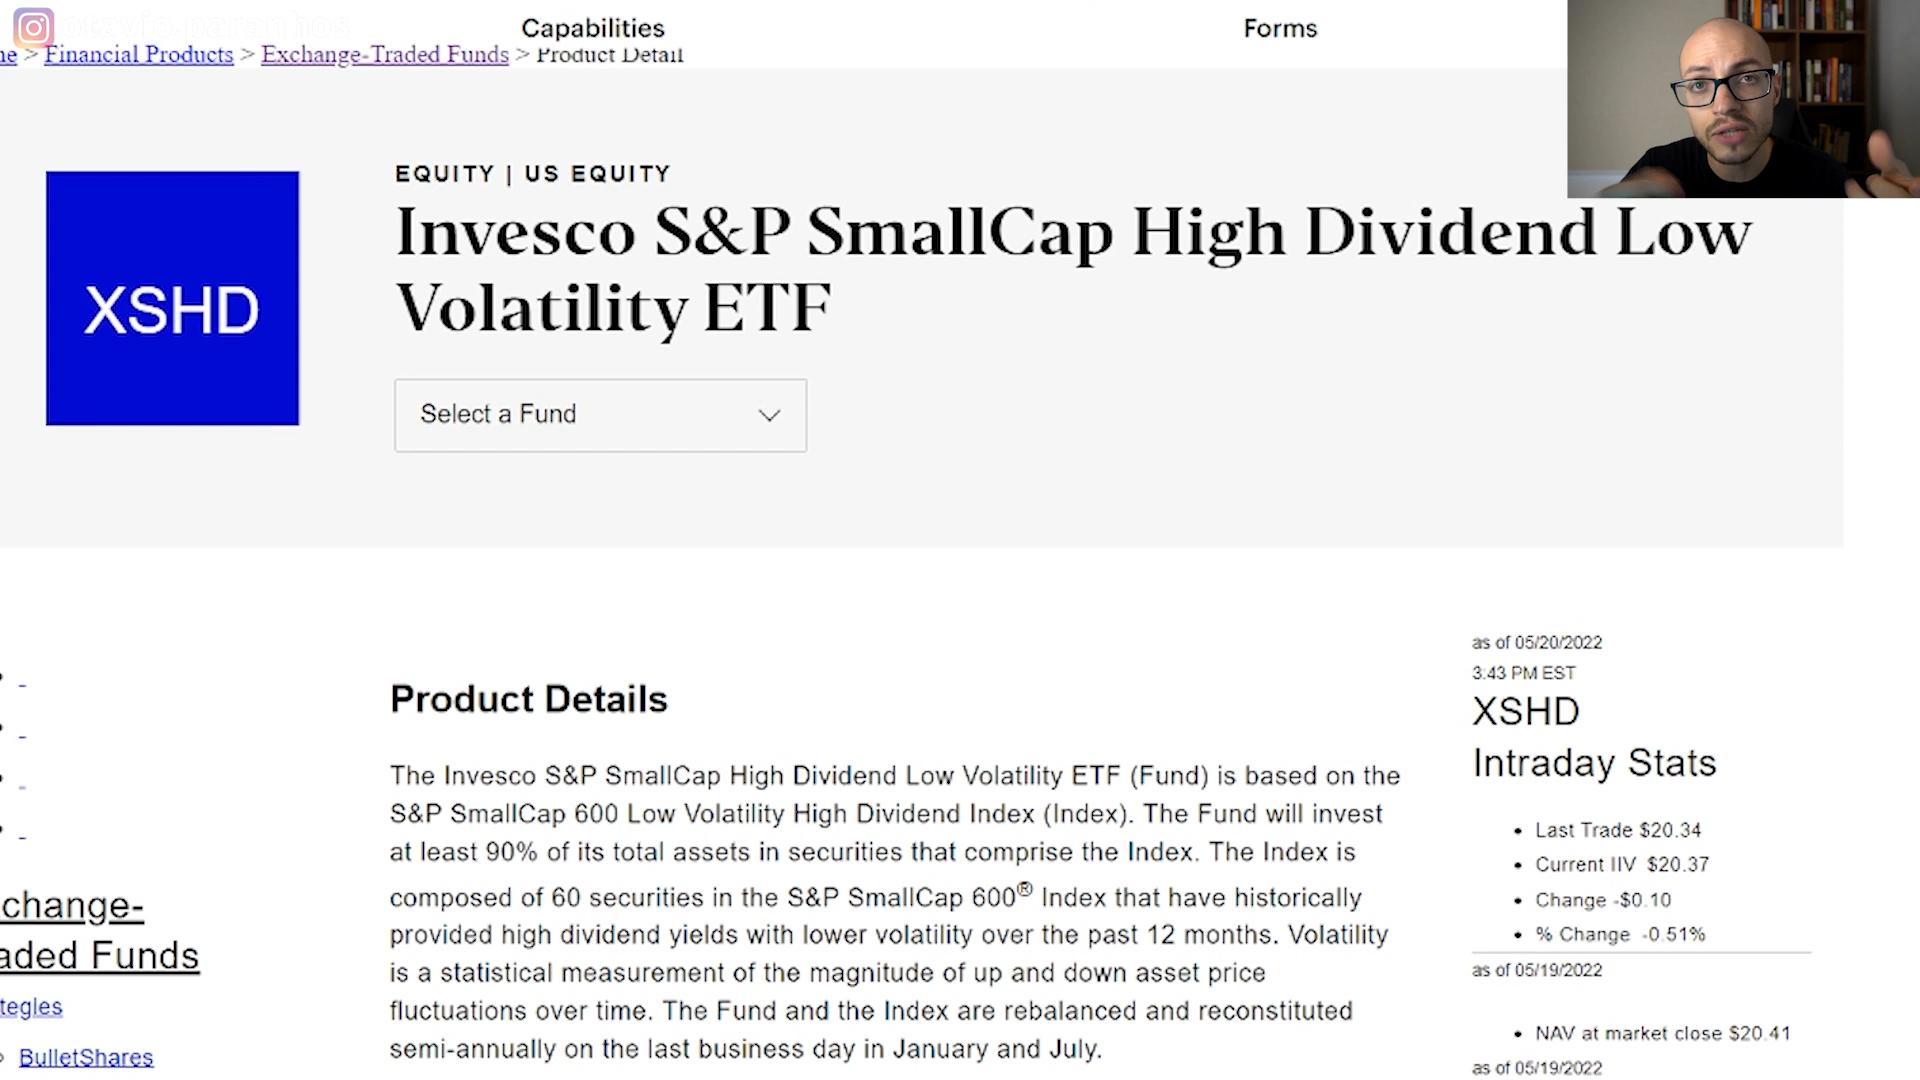 otavio.paranhos
Capabilities
Forms
ne > Financial Products > Exchange-Traded Funds > Product Detail
EQUITY | US EQUITY
Invesco S&P SmallCap High Dividend Low
Volatility ETF
XSHD
Select a Fund
as of 05/20/2022
3:43 PM EST
XSHD
Intraday Stats
• Last Trade $20.34
• Current IIV $20.37
• Change -$0.10
• % Change -0.51%
as of 05/19/2022
• NAV at market close $20.41
as of 05/19/2022
Product Details
The Invesco S&P SmallCap High Dividend Low Volatility ETF (Fund) is based on the
S&P SmallCap 600 Low Volatility High Dividend Index (Index). The Fund will invest
at least 90% of its total assets in securities that comprise the Index. The Index is
composed of 60 securities in the S&P SmallCap 600® Index that have historically
provided high dividend yields with lower volatility over the past 12 months. Volatility
is a statistical measurement of the magnitude of up and down asset price
fluctuations over time. The Fund and the Index are rebalanced and reconstituted
semi-annually on the last business day in January and July.
change-
aded Funds
tegles
BulletShares